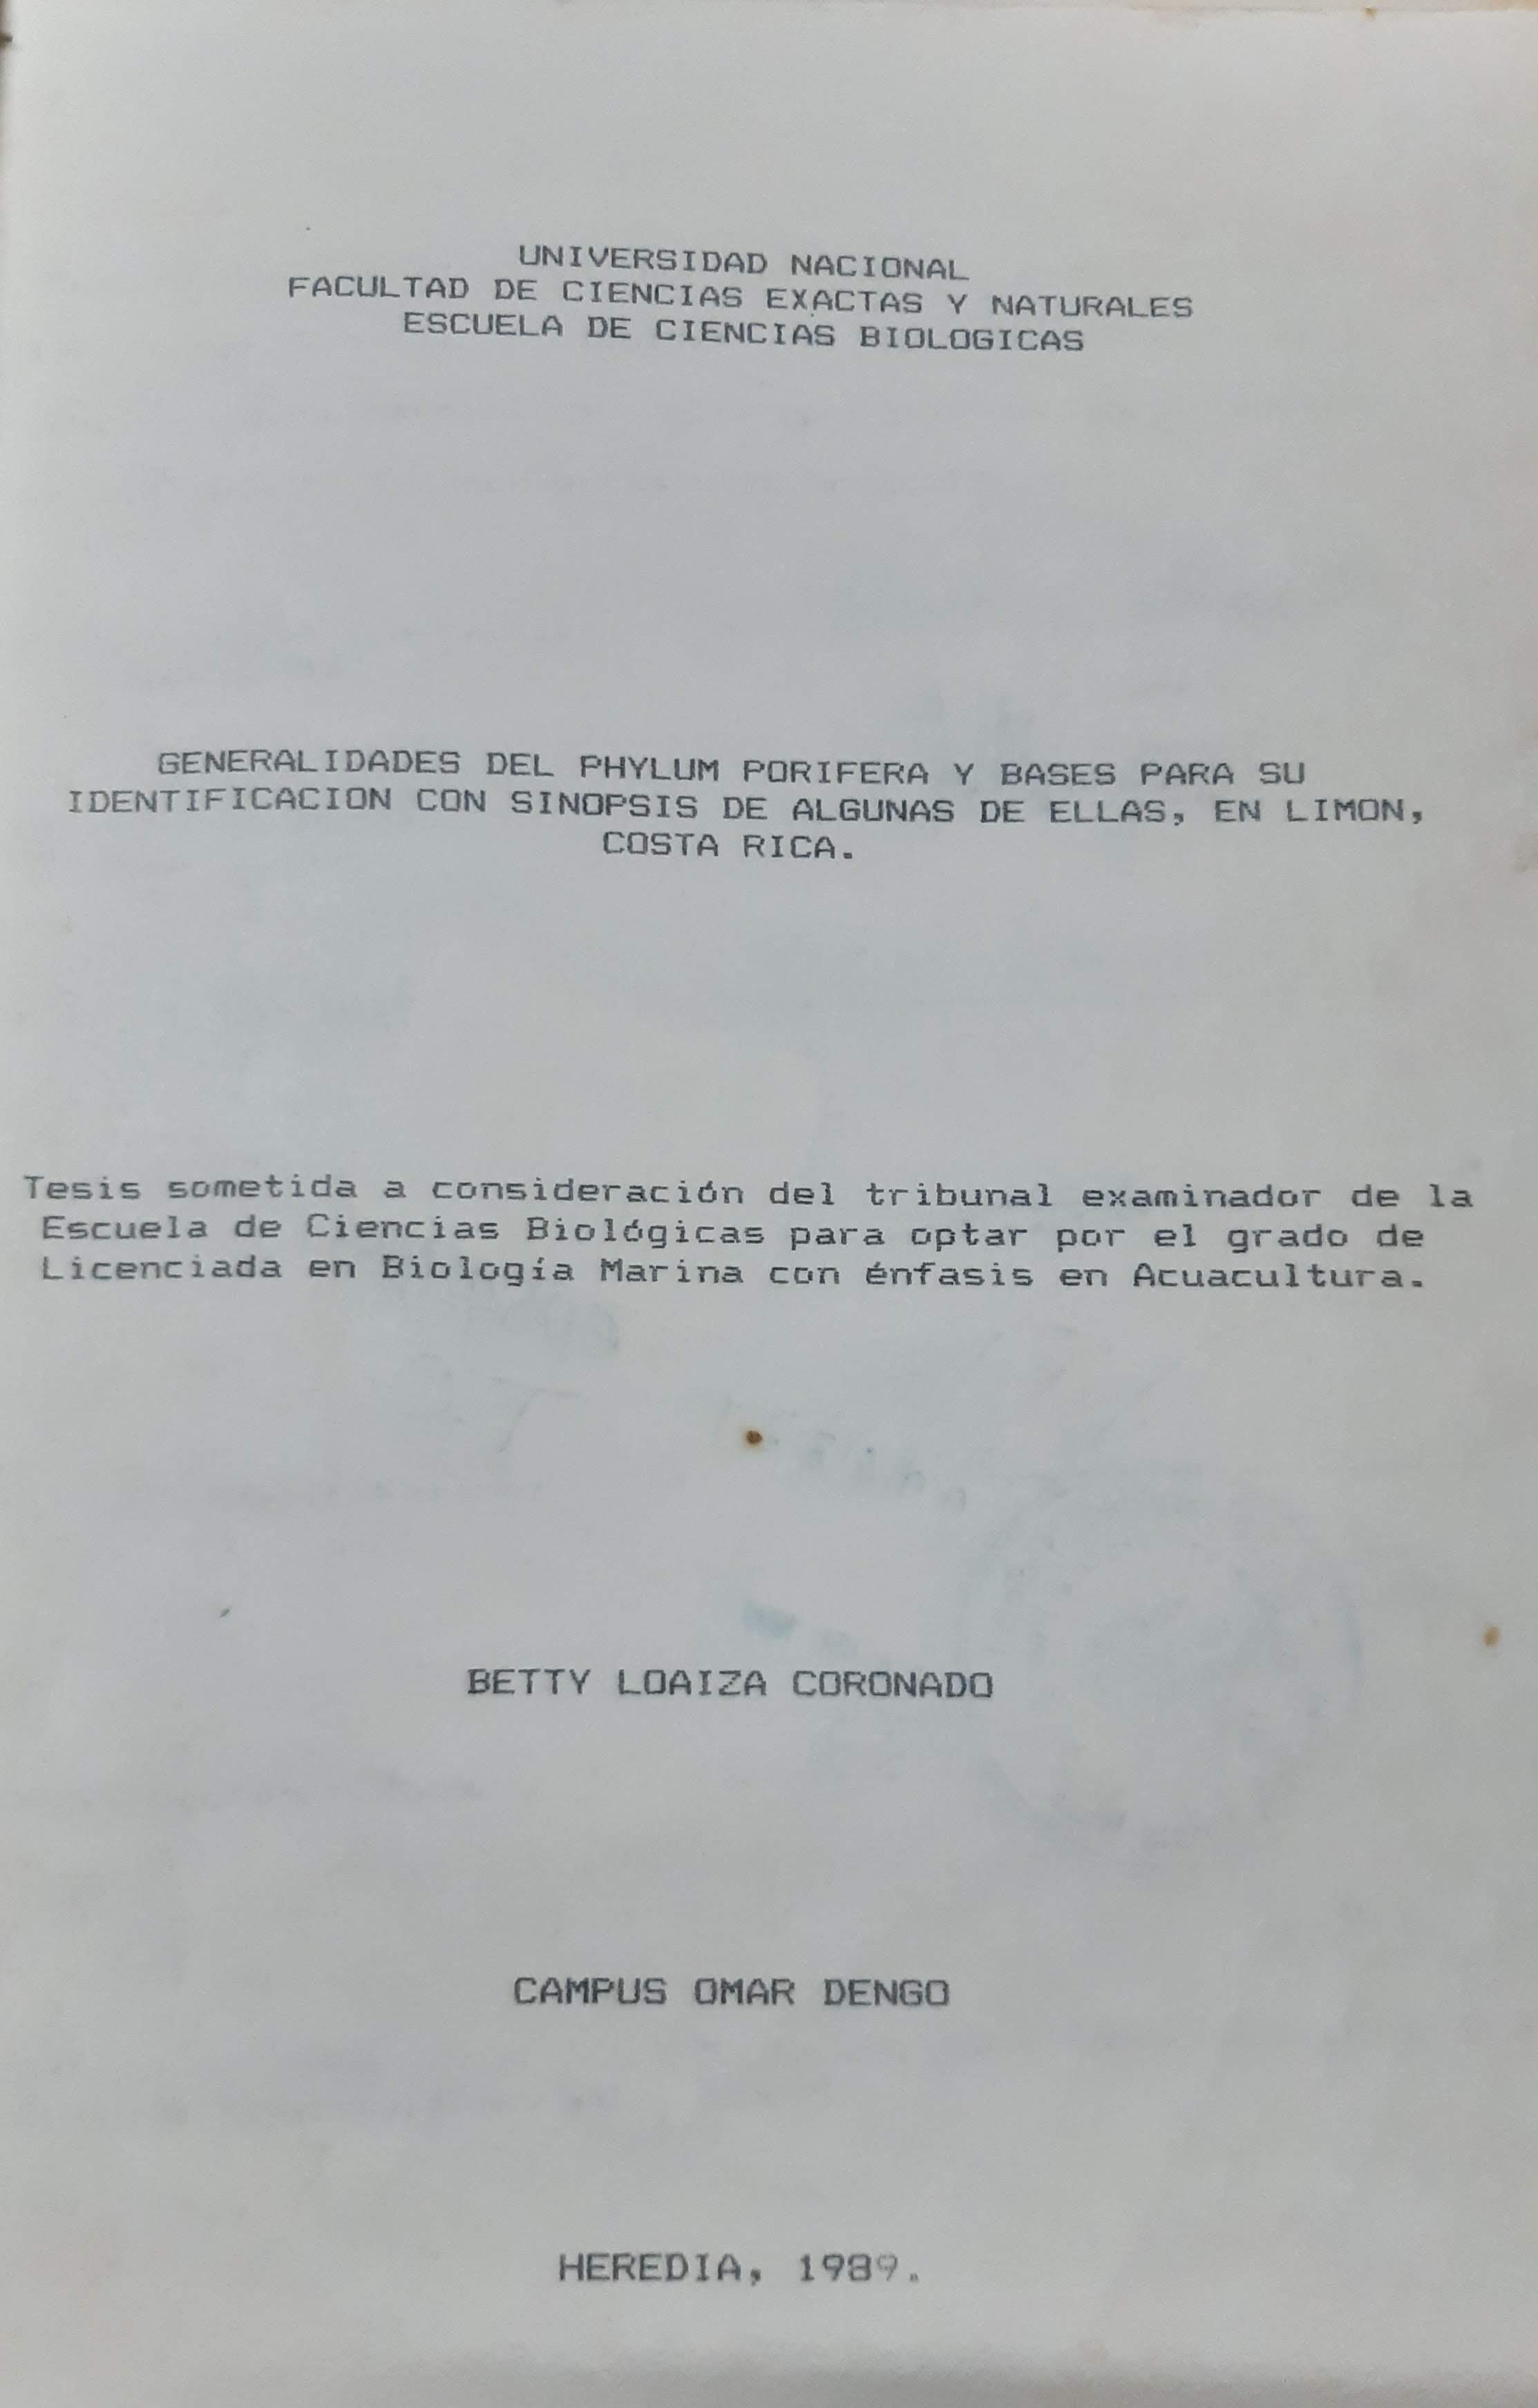 UNIVERSIDAD NACIONAL
FACULTAD DE CIENCIAS EXACTAS Y NATURALES
ESCUELA DE CIENCIAS BIOLOGICAS
GENERALIDADES DEL PHYLUM PORIFERA Y BASES PARA SU
IDENTIFICACION CON SINOPSIS DE ALGUNAS DE ELLAS, EN LIMON,
COSTA RICA.
Tesis sometida a consideración del tribunal examinador de la
Escuela de Ciencias Biológicas para optar por el grado de
Licenciada en Biología Marina con énfasis en Acuacultura.
BETTY LOAIZA CORONADO
CAMPUS OMAR DENGO
HEREDIA, 1989.